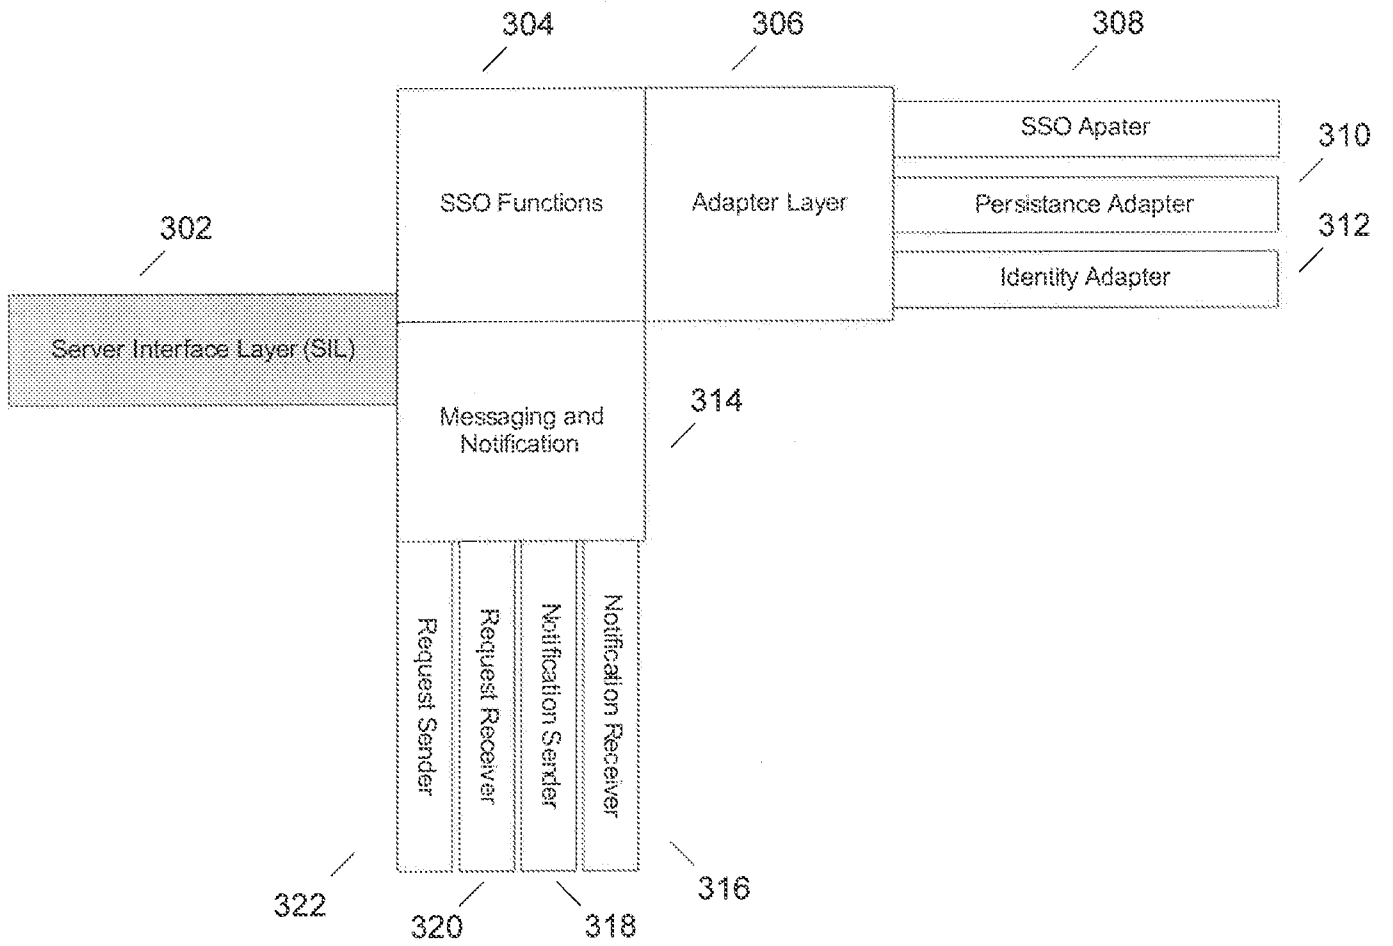 304
306
308
SSO Apater
310
SSO Functions
Adapter Layer
Persistance Adapter
302
312
Identity Adapter
Server Interface Layer (SIL)
Messaging and
Notification
314
Request Sender
Request Receiver
Notification Sender
Notification Receiver
322
320
318
316